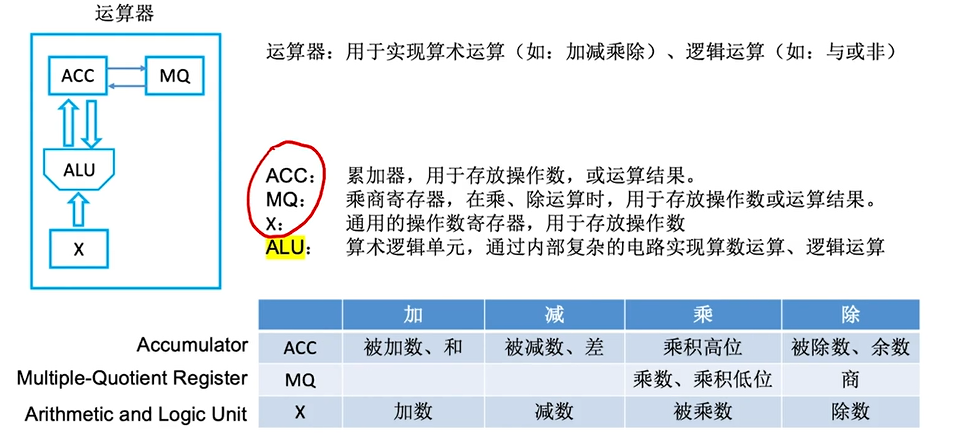 运算器
运算器：用于实现算术运算（如：加减乘除）、逻辑运算（如：与或非）
ACC MQ
ALU
X
ACC： 累加器，用于存放操作数，或运算结果。
MQ： 乘商寄存器，在乘、除运算时，用于存放操作数或运算结果。
X： 通用的操作数寄存器，用于存放操作数
ALU： 算术逻辑单元，通过内部复杂的电路实现算数运算、逻辑运算
加 减 乘 除
Accumulator ACC 被加数、和 被减数、差 乘积高位 被除数、余数
Multiple-Quotient Register MQ 乘数、乘积低位 商
Arithmetic and Logic Unit X 加数 减数 被乘数 除数